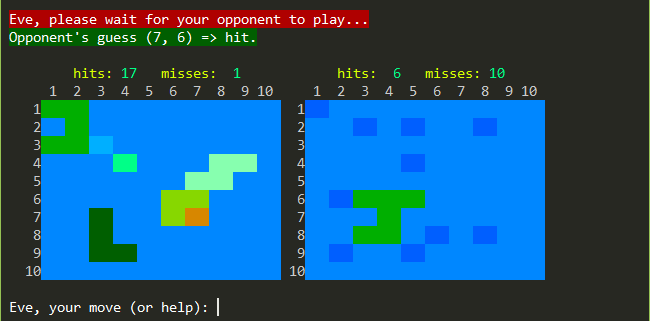 Eve, please wait for your opponent to play...
Opponent's guess (7, 6) => hit.
hits: 17 misses: 1 hits: 6 misses: 10
1 2 3 4 5 6 7 8 9 10 1 2 3 4 5 6 7 8 9 10
1 1
2 2
3 3
4 4
5 5
6 6
7 7
8 8
9 9
10 10
Eve, your move (or help):